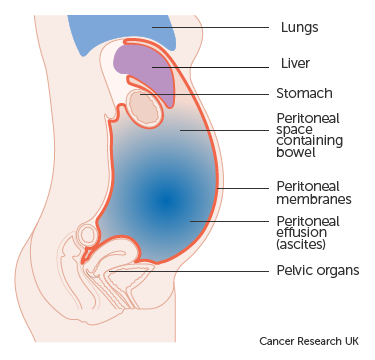 Lungs
Liver
Stomach
Peritoneal
space
containing
bowel
Peritoneal
membranes
Peritoneal
effusion
(ascites)
Pelvic organs
Cancer Research UK